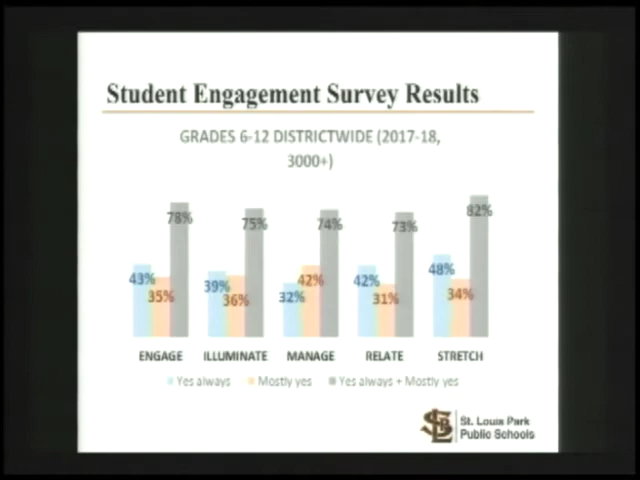 Student Engagement Survey Results
GRADES 6-12 DISTRICTWIDE (2017-18,
3000+)
43% 35% 78% 39% 36% 75% 32% 42% 74% 42% 31% 73% 48% 34% 82%
ENGAGE ILLUMINATE MANAGE RELATE STRETCH
Yes always Mostly yes Yes always + Mostly yes
St. Louis Park
Public Schools